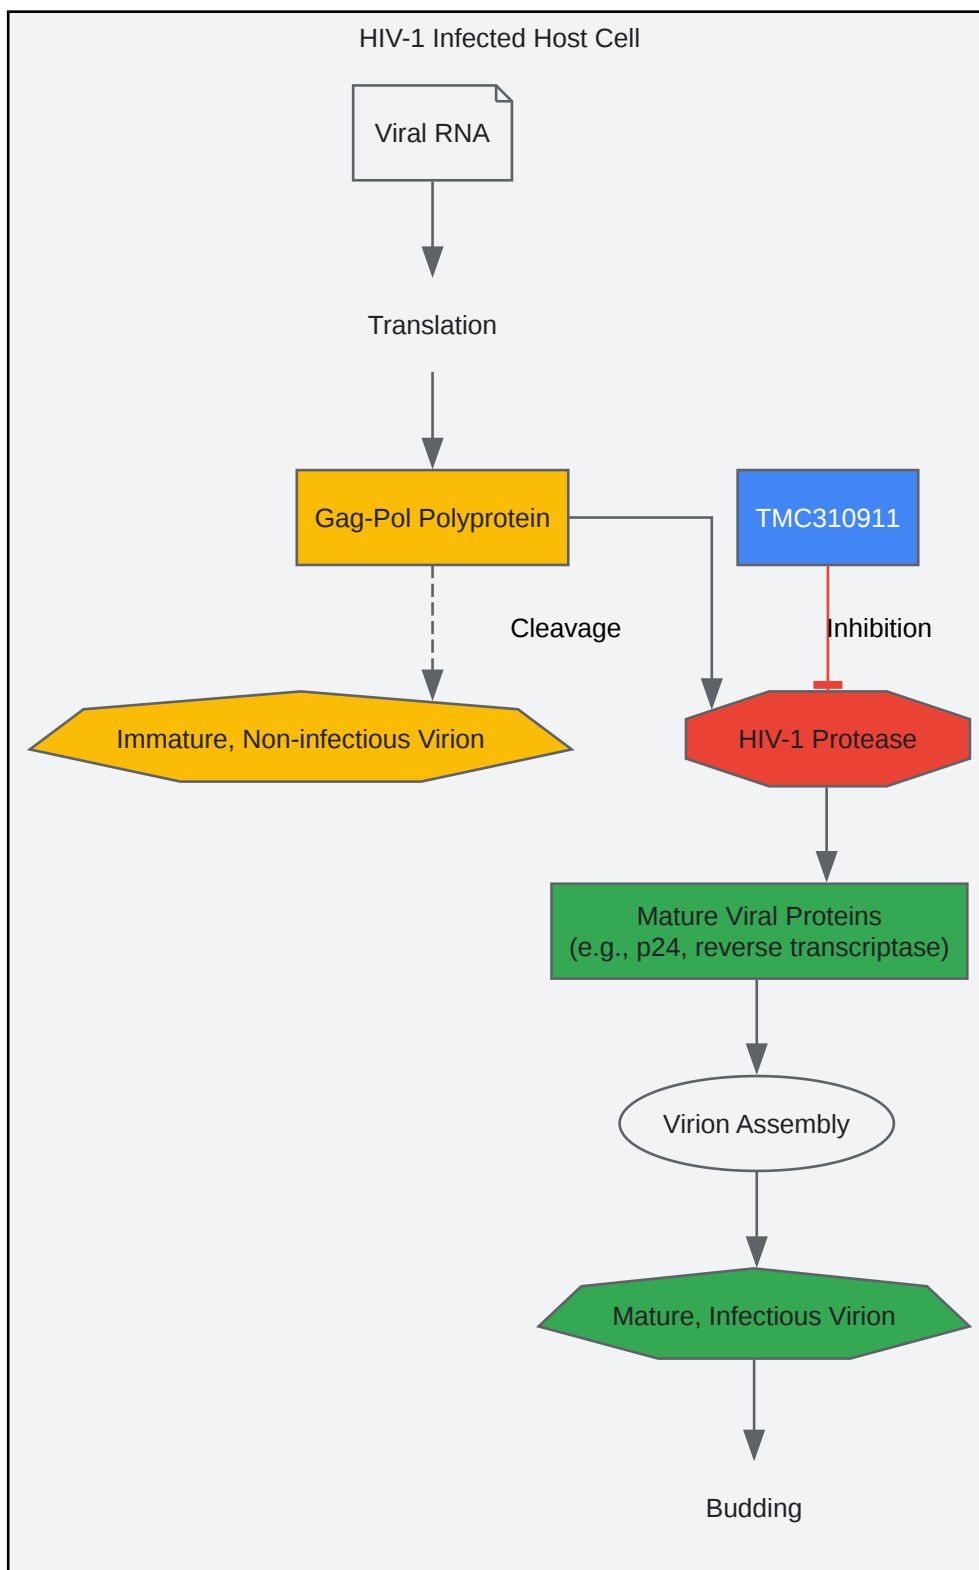 HIV-1 Infected Host Cell
Viral RNA
Translation
Gag-Pol Polyprotein
TMC310911
Cleavage
Inhibition
Immature, Non-infectious Virion
HIV-1 Protease
Mature Viral Proteins
(e.g., p24, reverse transcriptase)
Virion Assembly
Mature, Infectious Virion
Budding